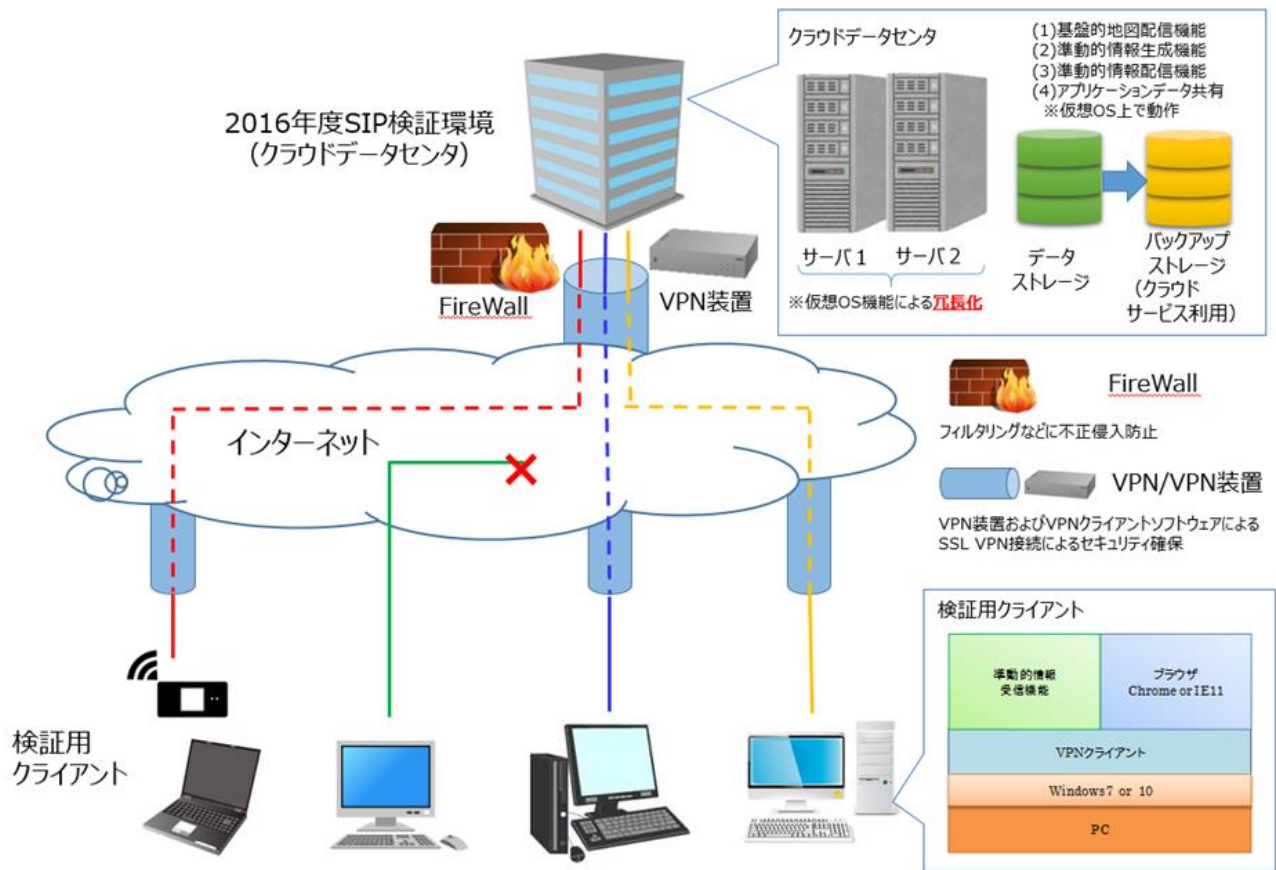 クラウドデータセンタ
(1)基盤的地図配信機能
(2)準動的情報生成機能
(3)準動的情報配信機能
(4)アプリケーションデータ共有
※仮想OS上で動作
2016年度SIP検証環境
(クラウドデータセンタ)
サーバ1
サーバ2
データ
ストレージ
バックアップ
ストレージ
(クラウド
サービス利用)
※仮想OS機能による冗長化
FireWall
VPN装置
インターネット
FireWall
フィルタリングなどに不正侵入防止
VPN/VPN装置
VPN装置およびVPNクライアントソフトウェアによる
SSL VPN接続によるセキュリティ確保
検証用
クライアント
検証用クライアント
準動的情報
受信機能
ブラウザ
Chrome or IE11
VPNクライアント
Windows7 or 10
PC